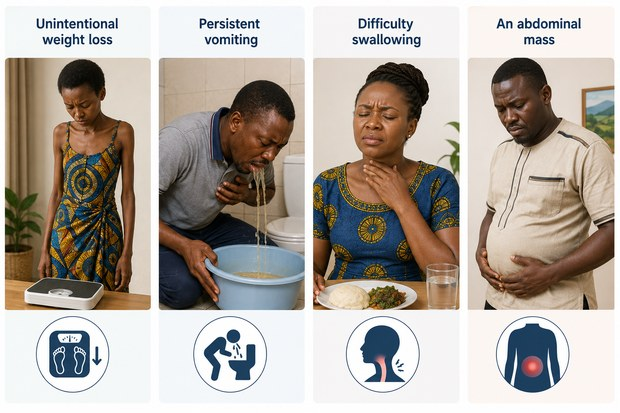 Unintentional
weight loss
Persistent
vomiting
Difficulty
swallowing
An abdominal
mass